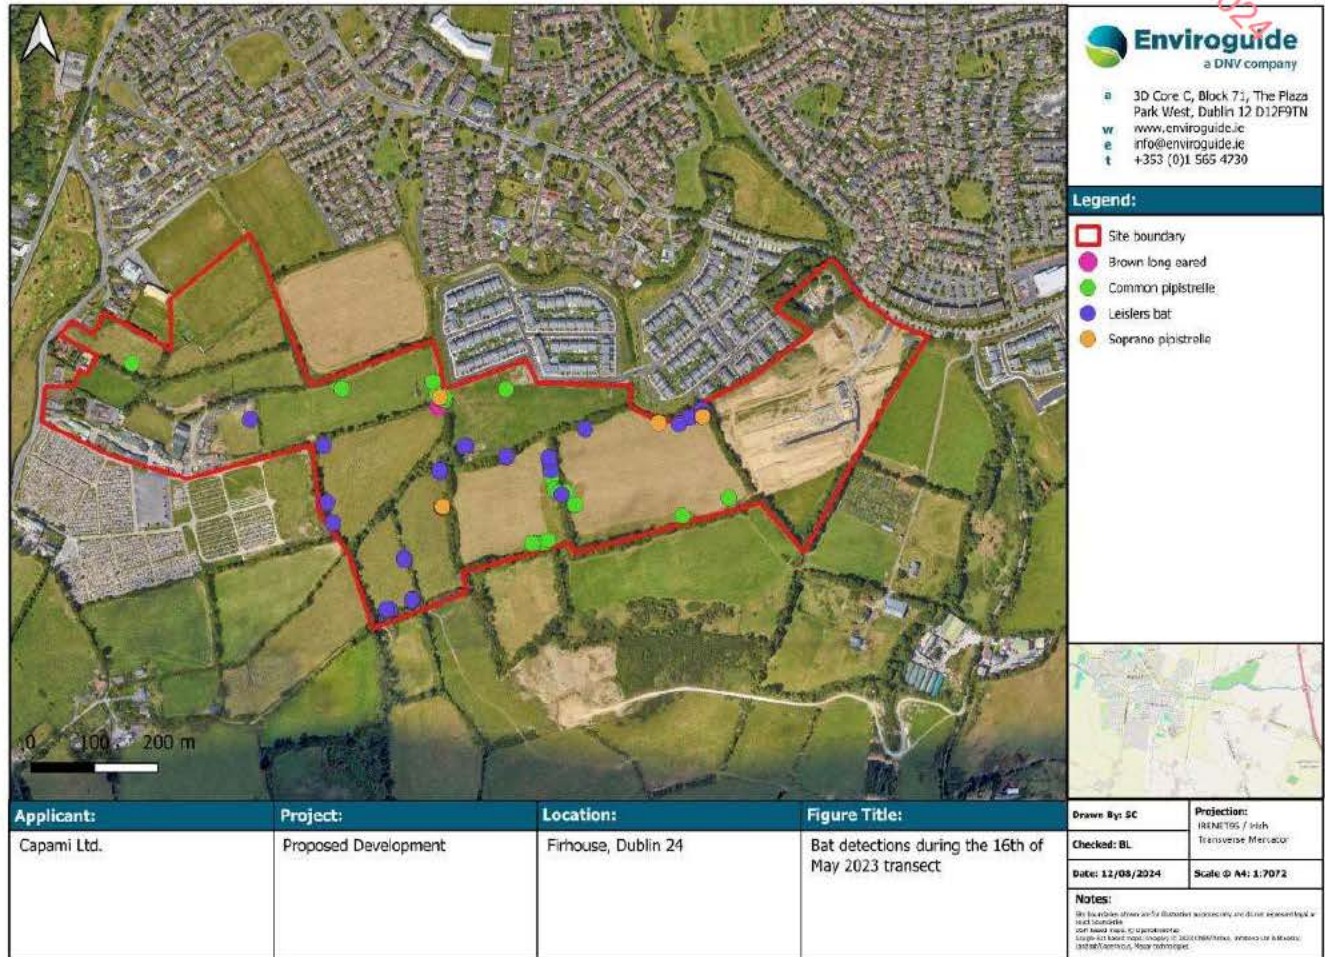 024
Enviroguide
a DNV company
a 3D Core C, Block 71, The Plaza
Park West, Dublin 12 D12F9TN
w www.enviroguide.ie
e info@enviroguide.ie
t +353 (0)1 565 4730
Legend:
Site boundary
Brown long eared
Common pipistrelle
Leislers bat
Soprano pipistrelle
0 100 200 m
Applicant:
Capami Ltd.
Project:
Proposed Development
Location:
Firhouse, Dublin 24
Figure Title:
Bat detections during the 16th of
May 2023 transect
Drawn By: SC
Checked: BL
Date: 12/08/2024
Projection:
IRENET95 / Irish
Transverse Mercator
Scale @ A4: 1:7072
Notes: